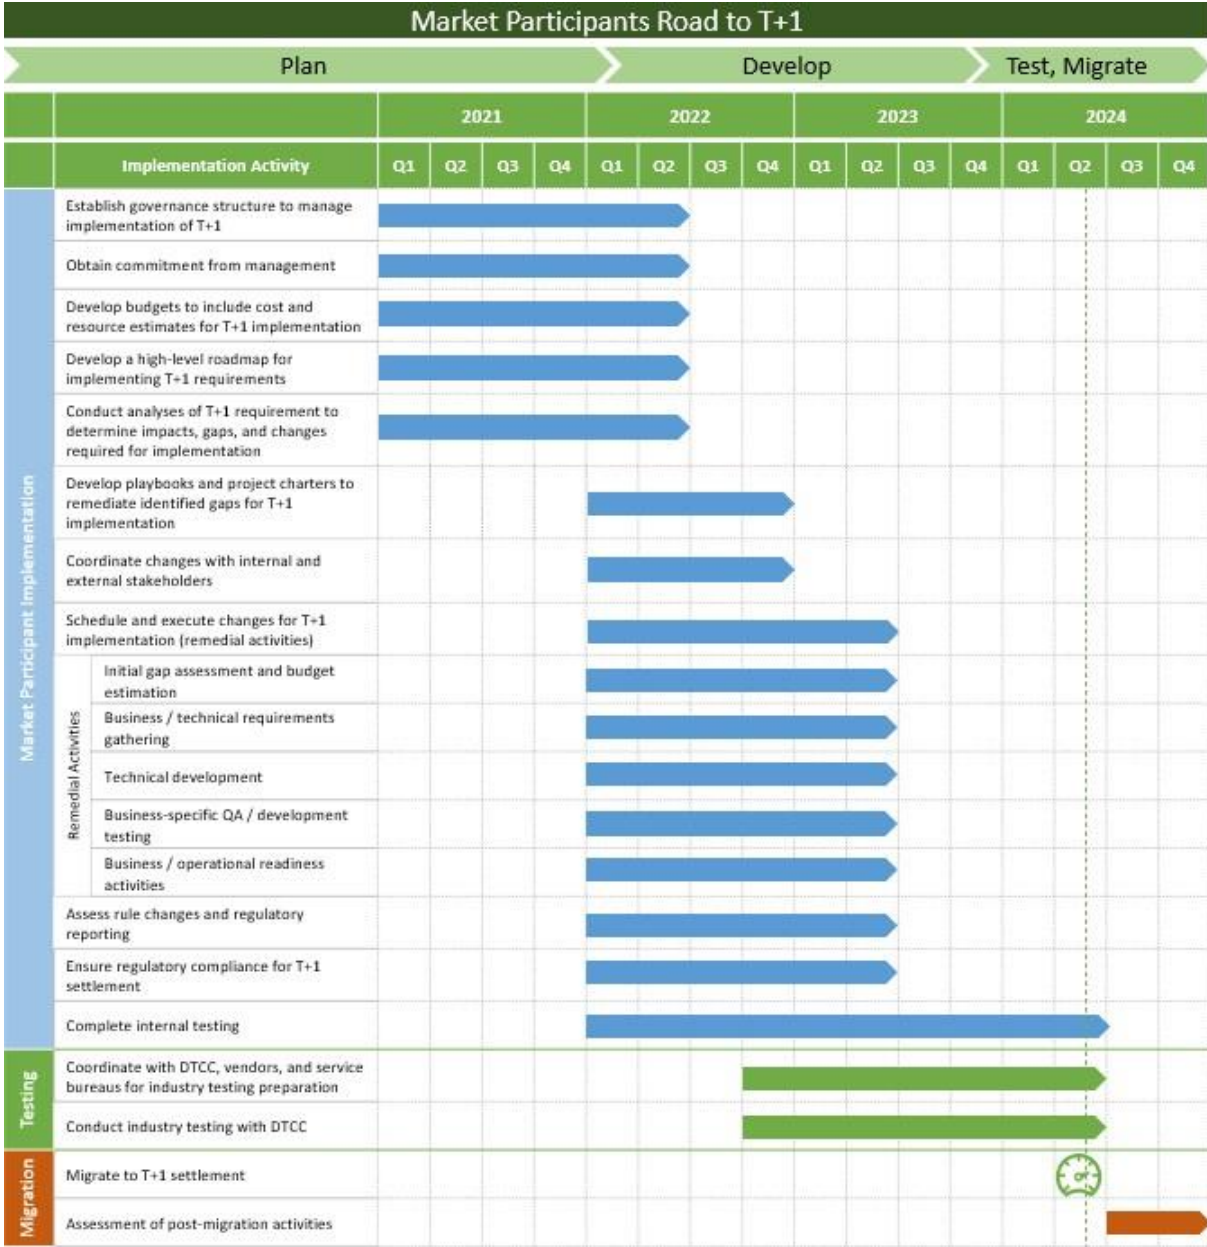 Market Participants Road to T+1
Plan
Develop
Test, Migrate
2021
2022
2023
2024
Implementation Activity
Q1 Q2 Q3 Q4 Q1 Q2 Q3 Q4 Q1 Q2 Q3 Q4 Q1 Q2 Q3 Q4
Market Participant Implementation
Establish governance structure to manage
implementation of T+1
Obtain commitment from management
Develop budgets to include cost and
resource estimates for T+1 implementation
Develop a high-level roadmap for
implementing T+1 requirements
Conduct analyses of T+1 requirement to
determine impacts, gaps, and changes
required for implementation
Develop playbooks and project charters to
remediate identified gaps for T+1
implementation
Coordinate changes with internal and
external stakeholders
Schedule and execute changes for T+1
implementation (remedial activities)
Remedial Activities
Initial gap assessment and budget
estimation
Business / technical requirements
gathering
Technical development
Business-specific QA / development
testing
Business / operational readiness
activities
Assess rule changes and regulatory
reporting
Ensure regulatory compliance for T+1
settlement
Complete internal testing
Testing
Coordinate with DTCC, vendors, and service
bureaus for industry testing preparation
Conduct industry testing with DTCC
Migration
Migrate to T+1 settlement
Assessment of post-migration activities